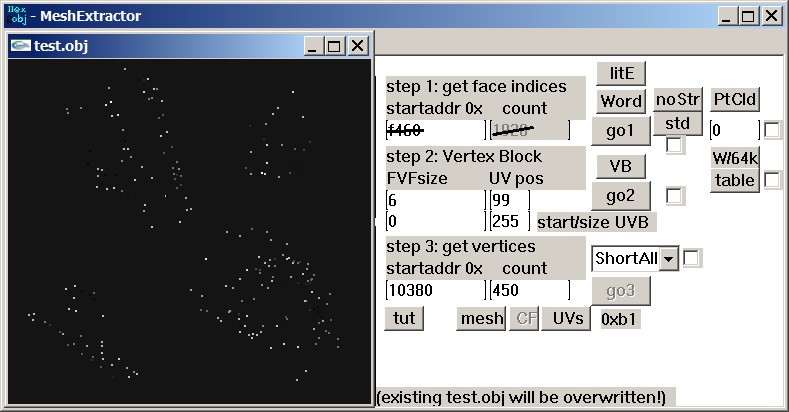 Hex
obj - MeshExtractor
test.obj
step 1: get face indices
startaddr 0x count
f460 1920
litE
Word
go1
noStr
std
PtCld
0
step 2: Vertex Block
FVFsize UV pos
6 99
0 255 start/size UVB
VB
go2
W/64k
table
step 3: get vertices
startaddr 0x count
10380 450
ShortAll
go3
tut mesh CF UVs 0xb1
(existing test.obj will be overwritten!)